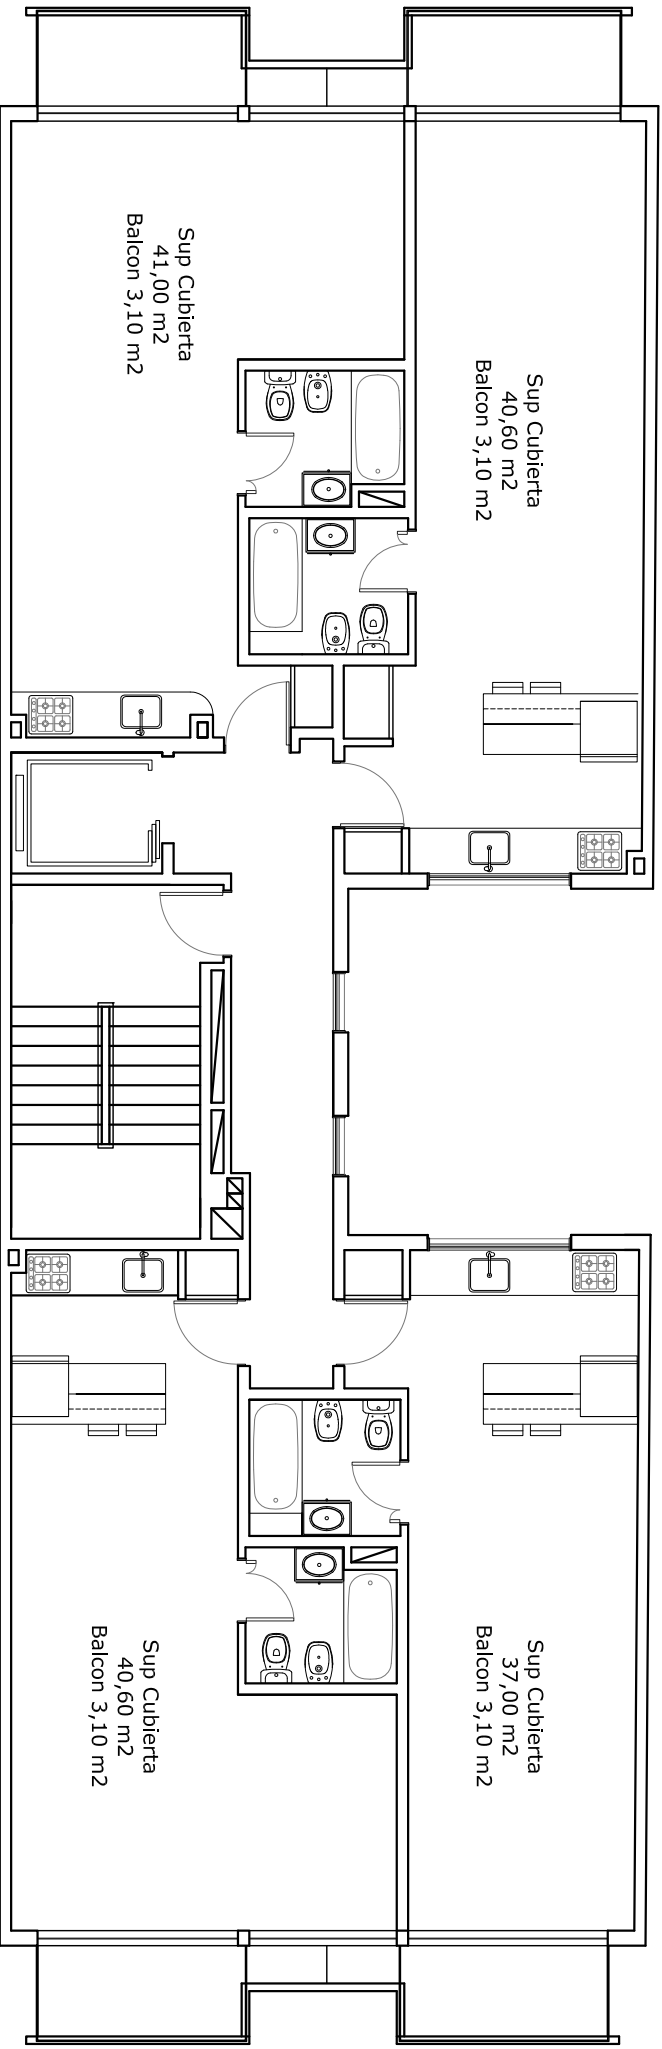 Sup Cubierta
41,00 m2
Balcon 3,10 m2
Sup Cubierta
40,60 m2
Balcon 3,10 m2
Sup Cubierta
40,60 m2
Balcon 3,10 m2
Sup Cubierta
37,00 m2
Balcon 3,10 m2